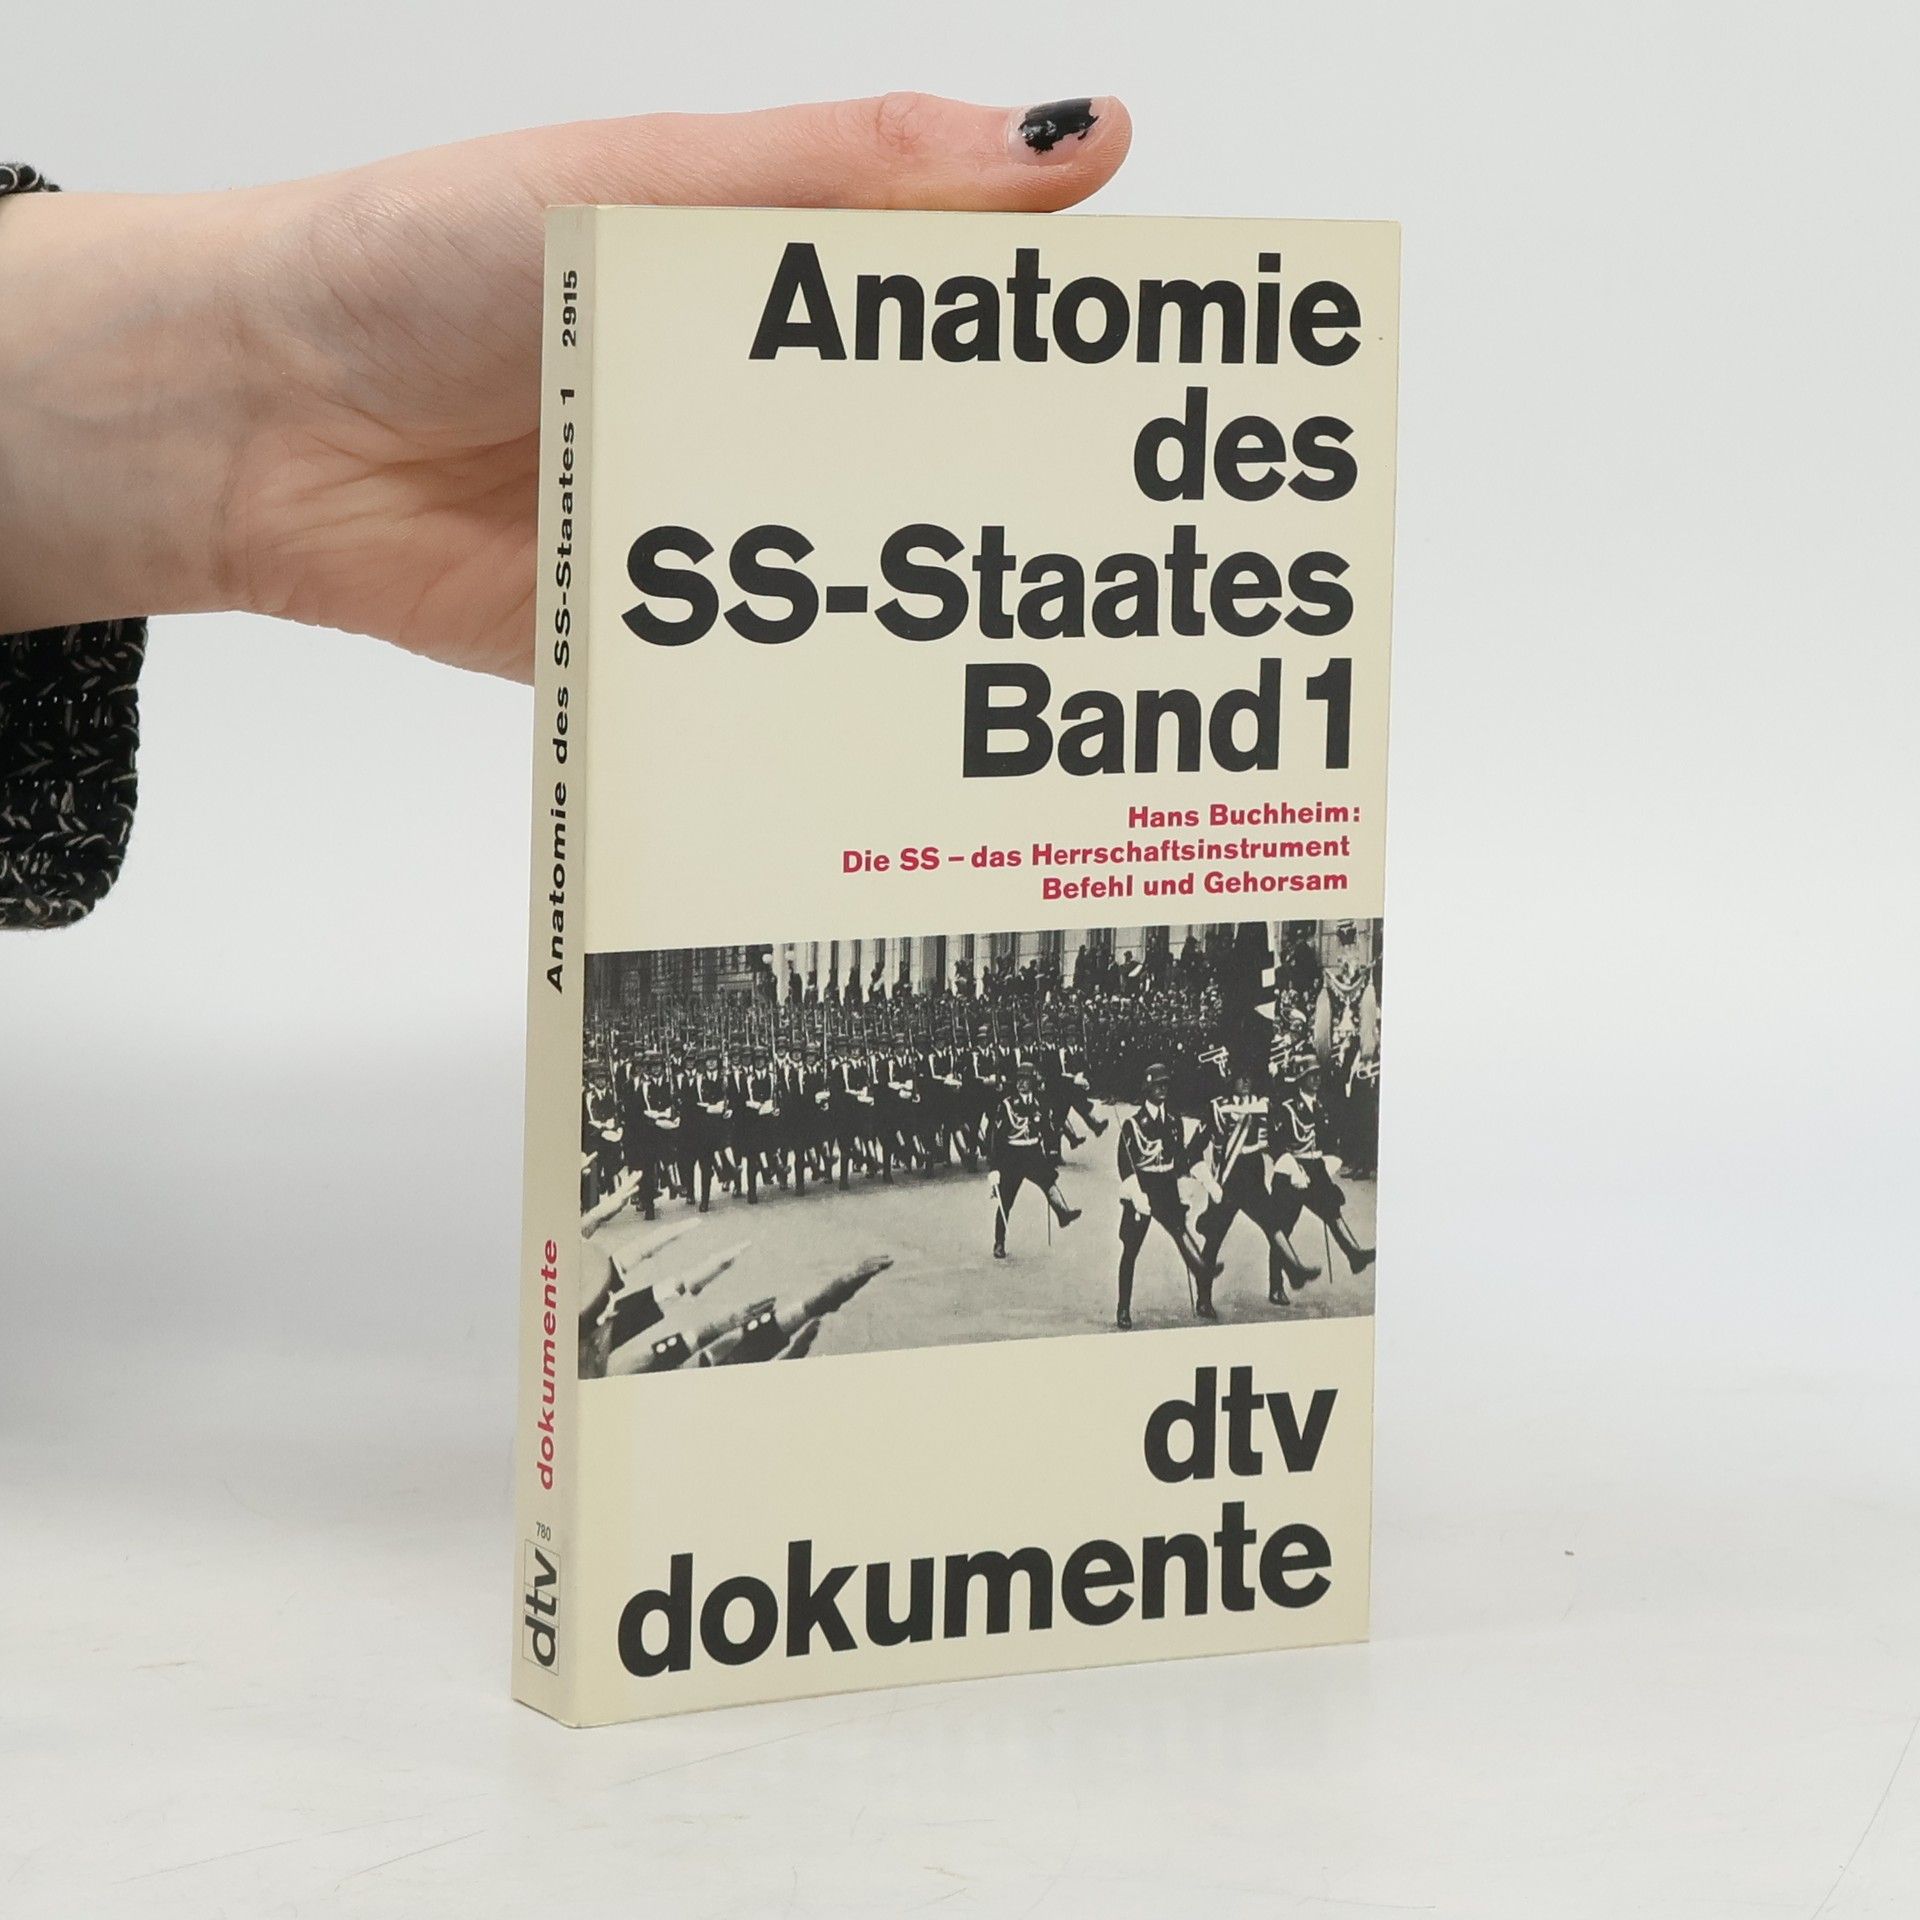 Anatomie
des
SS-Staates
Band 1
Hans Buchheim:
Die SS – das Herrschaftsinstrument
Befehl und Gehorsam
dtv
dokumente
Anatomie des SS-Staates 1 2915
dokumente
780
dtv